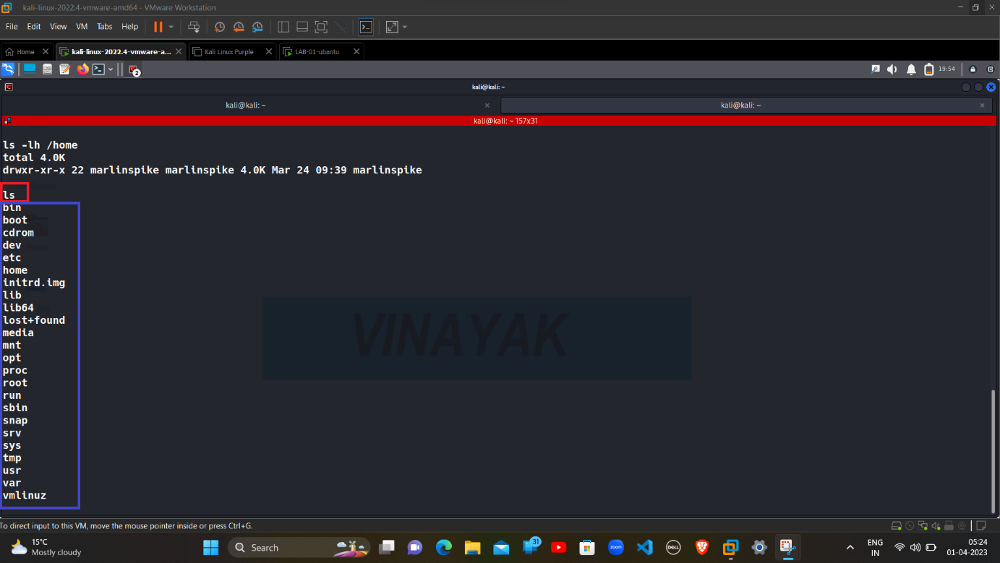 kali-linux-2022.4-vmware-amd64 - VMware Workstation
File Edit View VM Tabs Help
Home kali-linux-2022.4-vmware-a... Kali Linux Purple LAB-01-ubantu
2 19:54
kali@kali: ~
kali@kali: ~ kali@kali: ~
kali@kali: ~ 157x31
ls -lh /home
total 4.0K
drwxr-xr-x 22 marlinspike marlinspike 4.0K Mar 24 09:39 marlinspike
ls
bin
boot
cdrom
dev
etc
home
initrd.img
lib
lib64
lost+found
media
mnt
opt
proc
root
run
sbin
snap
srv
sys
tmp
usr
var
vmlinuz
VINAYAK
To direct input to this VM, move the mouse pointer inside or press Ctrl+G.
15°C
Mostly cloudy
Search
31
zoom
DELL
ENG
IN
05:24
01-04-2023